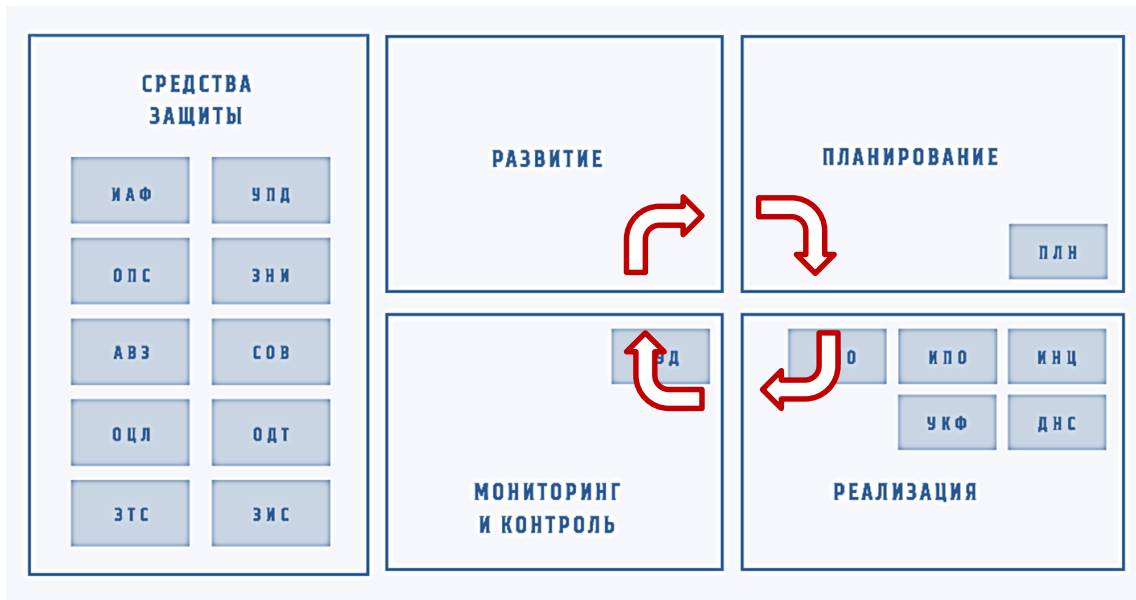 СРЕДСТВА
ЗАЩИТЫ
ИАФ УПД
ОПС ЗНИ
АВЗ СОВ
ОЦЛ ОДТ
ЗТС ЗИС
РАЗВИТИЕ
ПЛАНИРОВАНИЕ
ПЛН
МОНИТОРИНГ
И КОНТРОЛЬ
ИПО ИНЦ
УКФ ДНС
РЕАЛИЗАЦИЯ